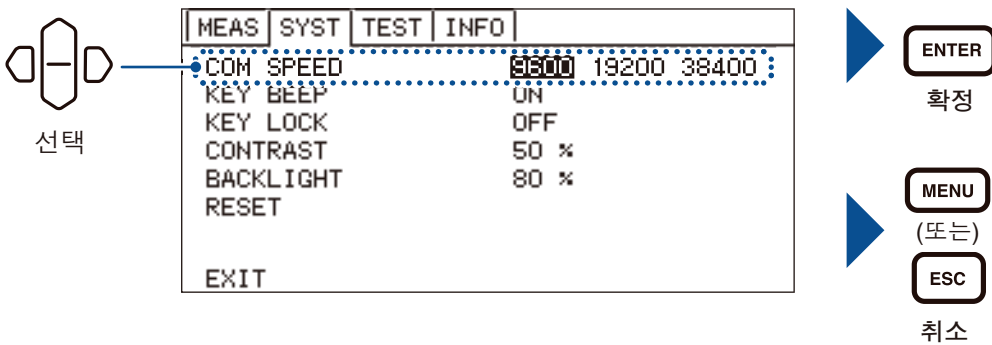 선택
MEAS SYST TEST INFO
COM SPEED 9600 19200 38400
KEY BEEP ON
KEY LOCK OFF
CONTRAST 50 %
BACKLIGHT 80 %
RESET
EXIT
ENTER
확정
MENU
(또는)
ESC
취소